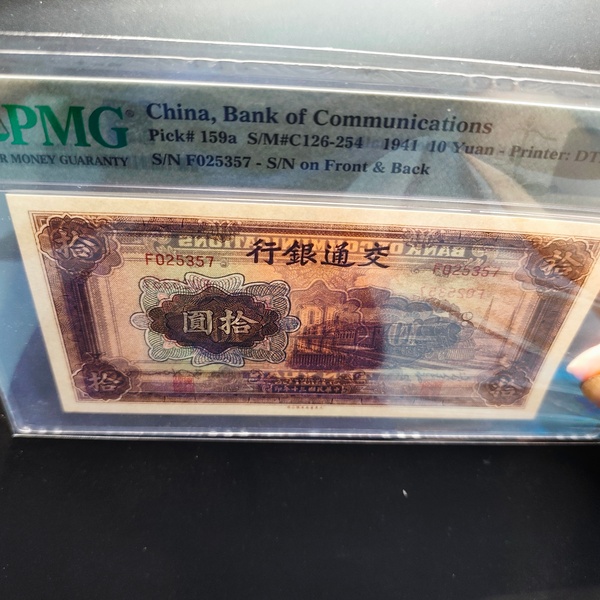 PMG
China, Bank of Communications
Pick# 159a S/M#C126-254 1941 10 Yuan - Printer: DT
S/N F025357 - S/N on Front & Back
R MONEY GUARANTY
拾 拾
行銀通交
F025357 F025357
圓拾
拾 拾